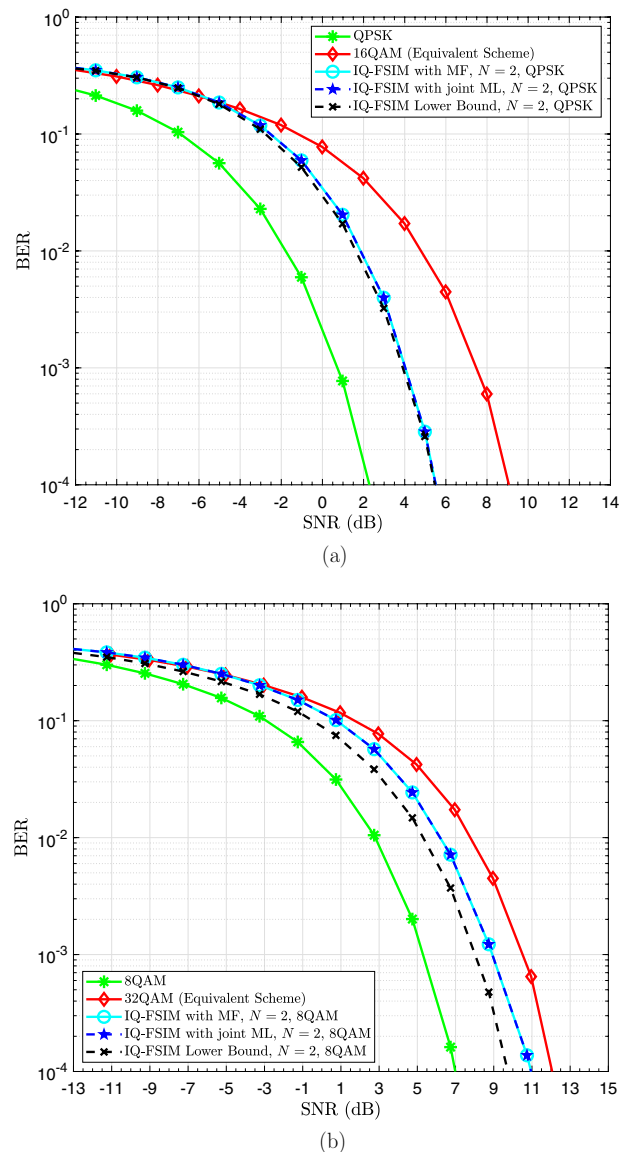 QPSK
16QAM (Equivalent Scheme)
IQ-FSIM with MF, N = 2, QPSK
IQ-FSIM with joint ML, N = 2, QPSK
IQ-FSIM Lower Bound, N = 2, QPSK
10^0
10^-1
10^-2
10^-3
10^-4
BER
-12 -10 -8 -6 -4 -2 0 2 4 6 8 10 12 14
SNR (dB)
(a)
10^0
10^-1
10^-2
10^-3
10^-4
BER
8QAM
32QAM (Equivalent Scheme)
IQ-FSIM with MF, N = 2, 8QAM
IQ-FSIM with joint ML, N = 2, 8QAM
IQ-FSIM Lower Bound, N = 2, 8QAM
-13 -11 -9 -7 -5 -3 -1 1 3 5 7 9 11 13 15
SNR (dB)
(b)